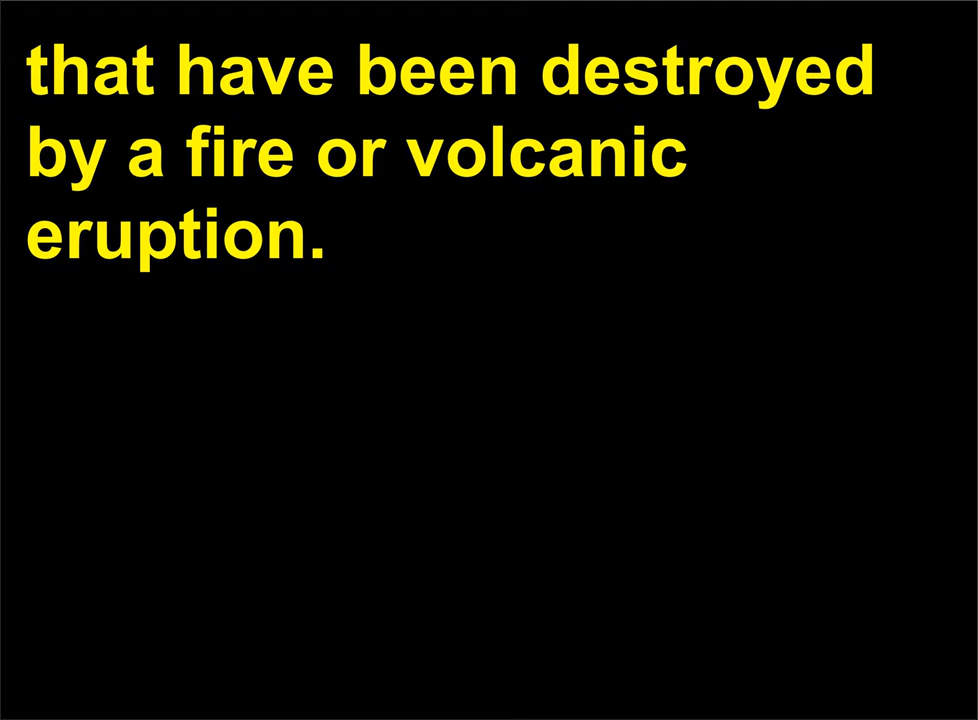 that have been destroyed
by a fire or volcanic
eruption.